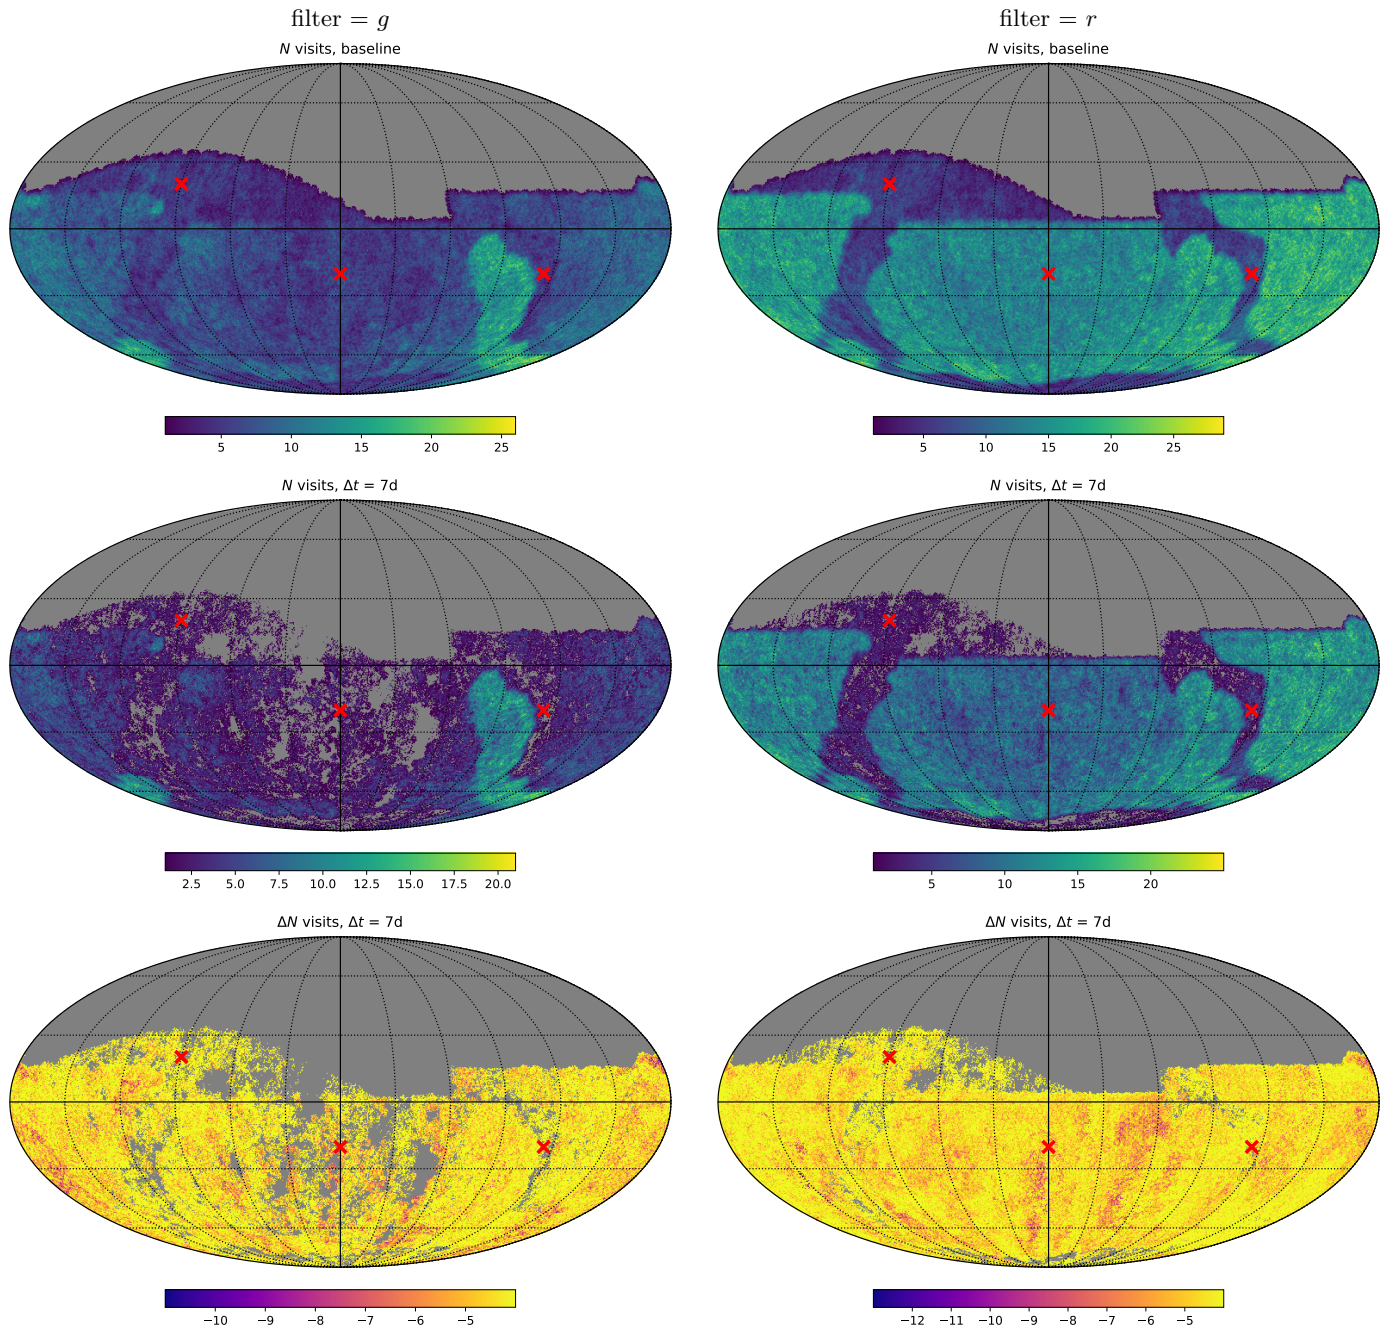 filter = g
filter = r
N visits, baseline
N visits, baseline
5 10 15 20 25
5 10 15 20 25
N visits, Δt = 7d
N visits, Δt = 7d
2.5 5.0 7.5 10.0 12.5 15.0 17.5 20.0
5 10 15 20
ΔN visits, Δt = 7d
ΔN visits, Δt = 7d
−10 −9 −8 −7 −6 −5
−12 −11 −10 −9 −8 −7 −6 −5